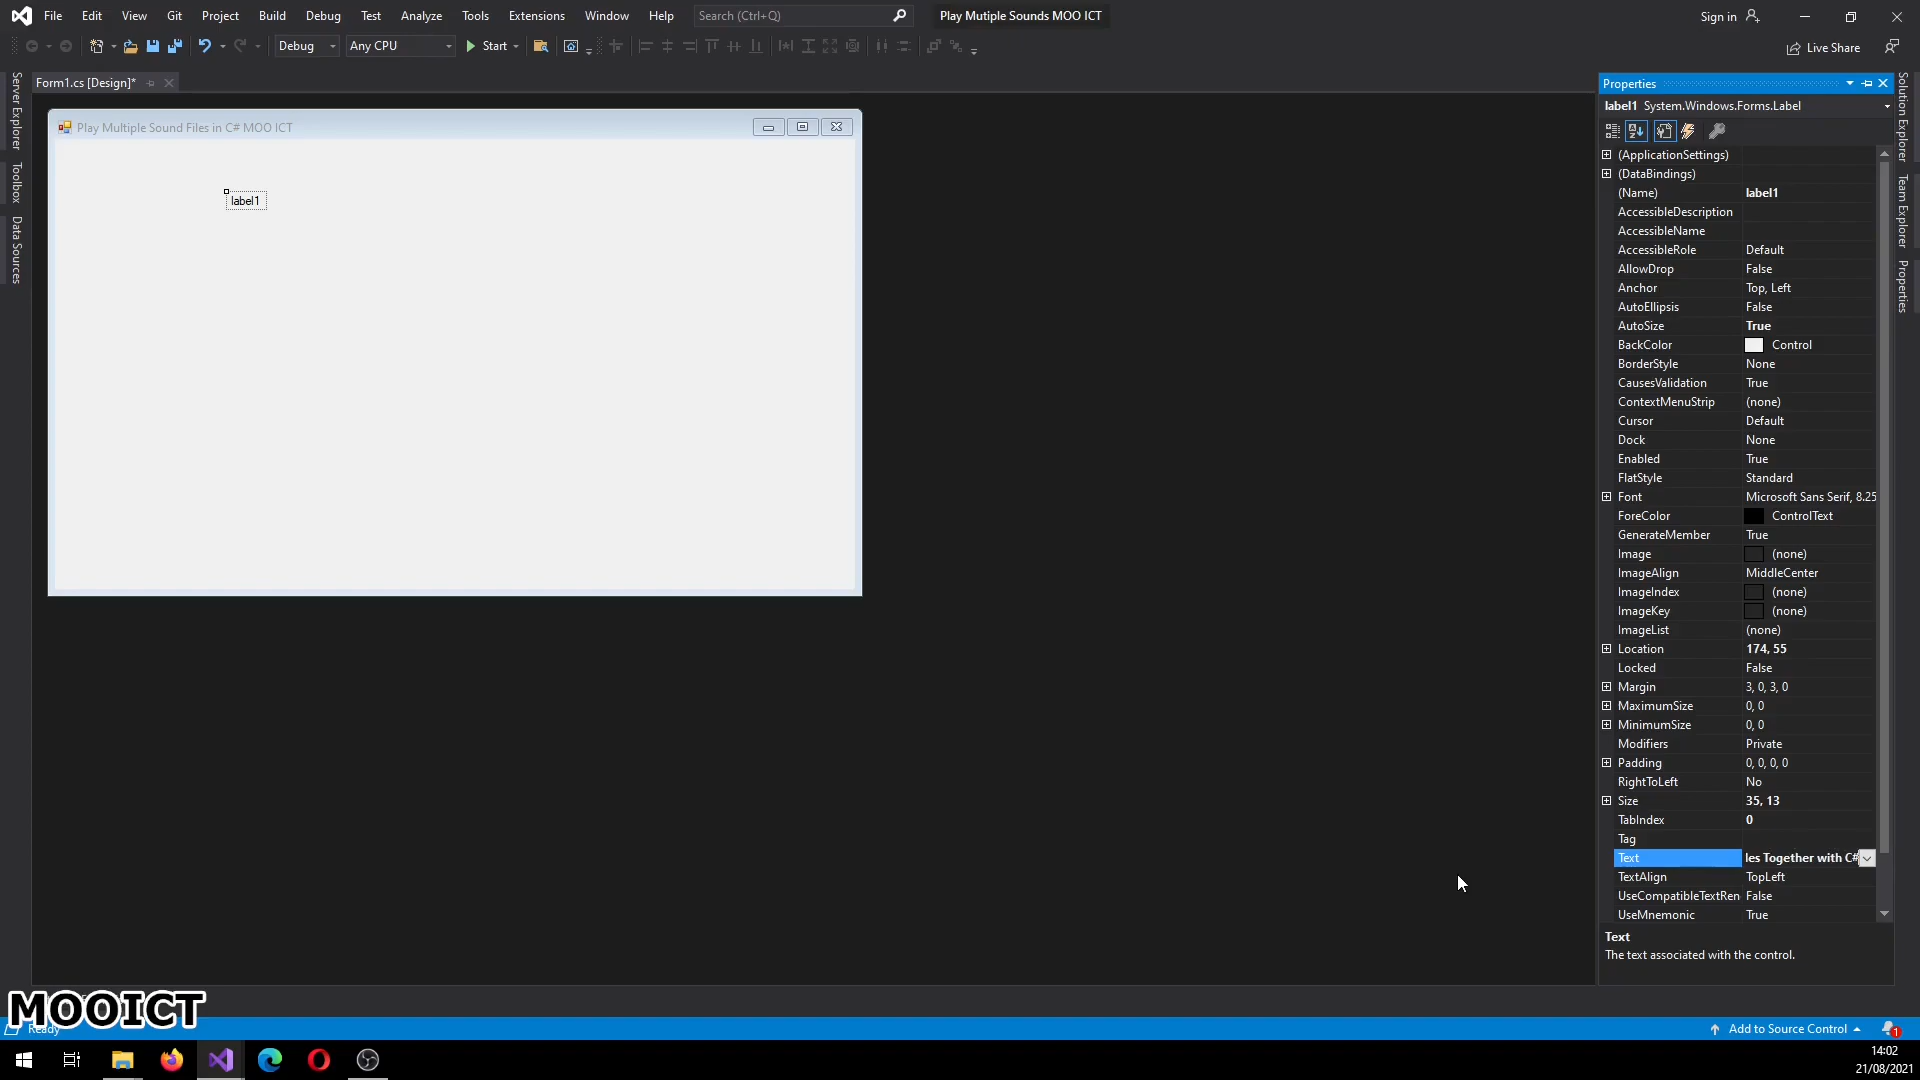 File Edit View Git Project Build Debug Test Analyze Tools Extensions Window Help Search (Ctrl+Q) Play Mutiple Sounds MOO ICT Sign in
Debug Any CPU Start Live Share
Form1.cs [Design]*
Server Explorer
Toolbox
Data Sources
Play Multiple Sound Files in C# MOO ICT
label1
Properties
label1 System.Windows.Forms.Label
(ApplicationSettings)
(DataBindings)
(Name) label1
AccessibleDescription
AccessibleName
AccessibleRole Default
AllowDrop False
Anchor Top, Left
AutoEllipsis False
AutoSize True
BackColor Control
BorderStyle None
CausesValidation True
ContextMenuStrip (none)
Cursor Default
Dock None
Enabled True
FlatStyle Standard
Font Microsoft Sans Serif, 8.25
ForeColor ControlText
GenerateMember True
Image (none)
ImageAlign MiddleCenter
ImageIndex (none)
ImageKey (none)
ImageList (none)
Location 174, 55
Locked False
Margin 3, 0, 3, 0
MaximumSize 0, 0
MinimumSize 0, 0
Modifiers Private
Padding 0, 0, 0, 0
RightToLeft No
Size 35, 13
TabIndex 0
Tag
Text les Together with C#
TextAlign TopLeft
UseCompatibleTextRen False
UseMnemonic True
Text
The text associated with the control.
Solution Explorer
Team Explorer
Properties
MOOICT
Ready
Add to Source Control 1
14:02
21/08/2021